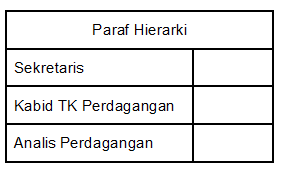 Paraf Hierarki
Sekretaris
Kabid TK Perdagangan
Analis Perdagangan